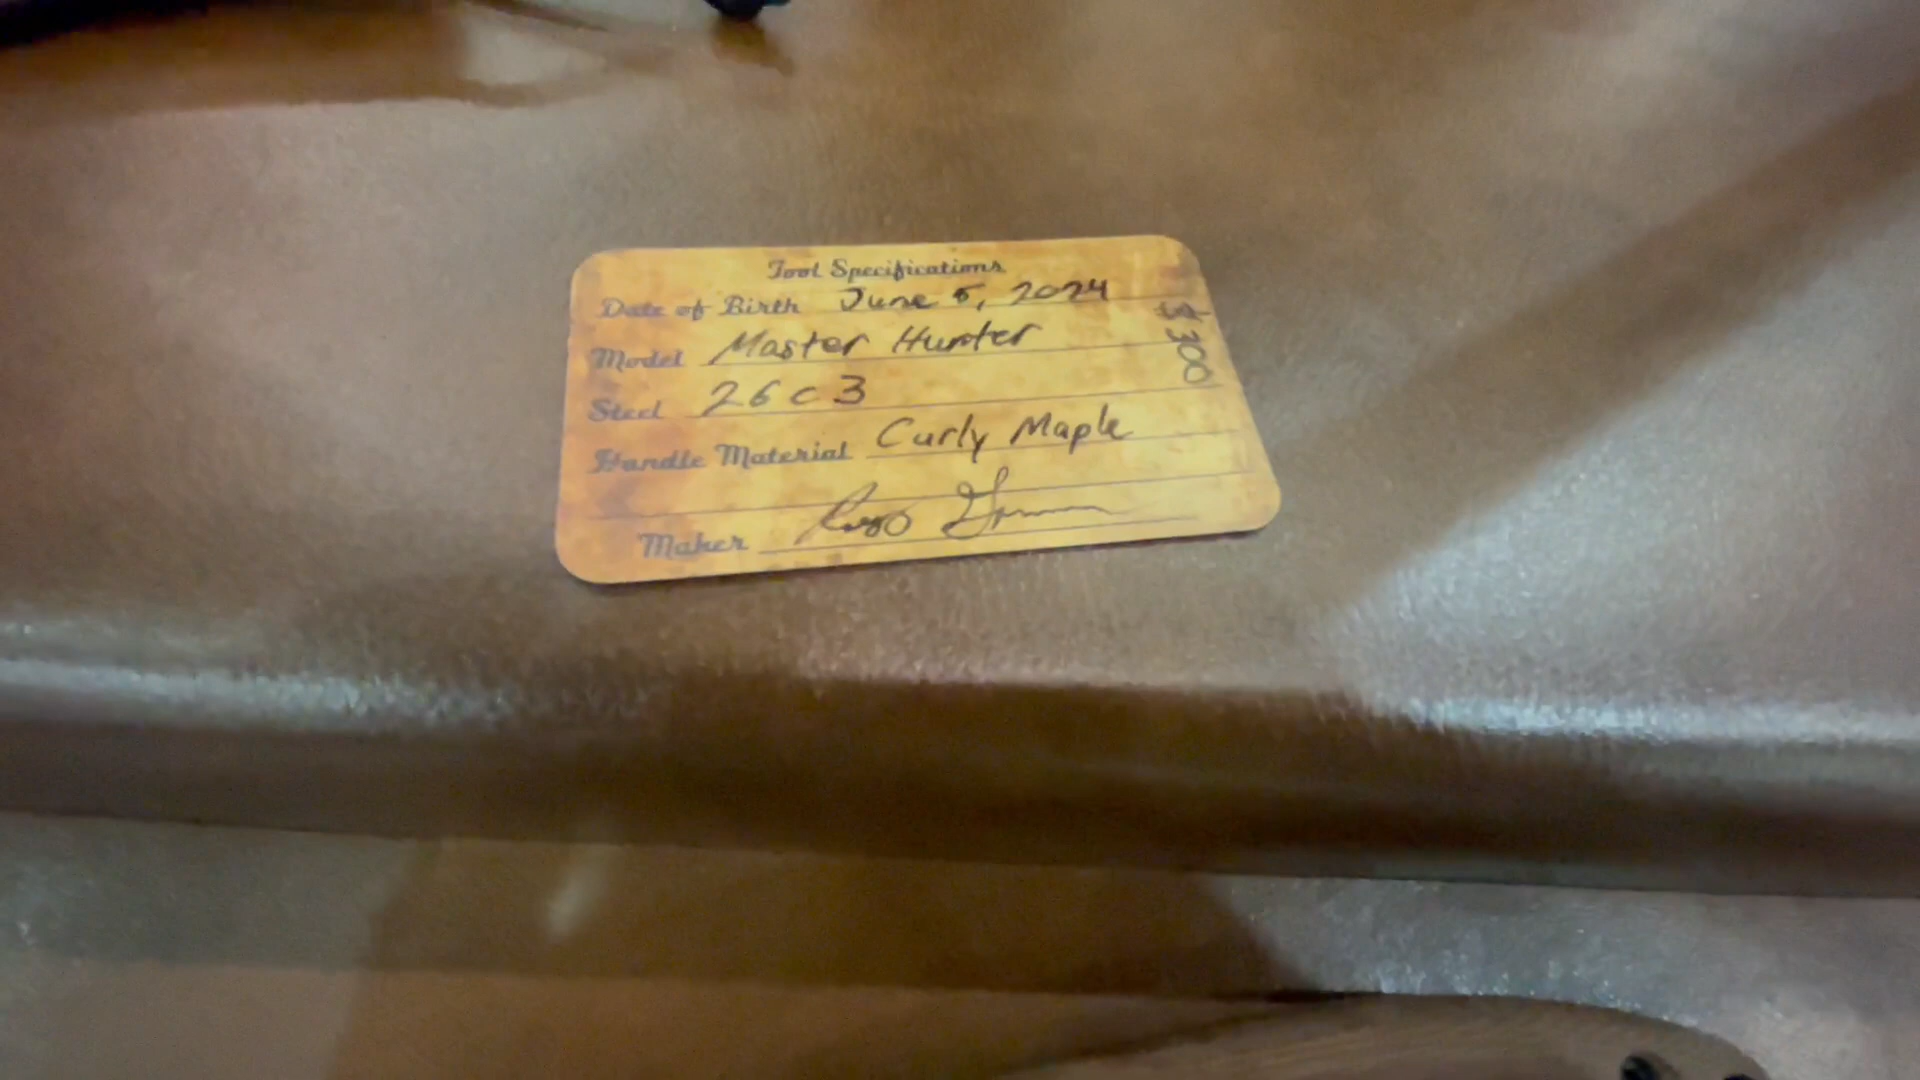 Tool Specifications
Date of Birth June 5, 2024
Model Master Hunter
$300
Steel 26c3
Handle Material Curly Maple
Maker